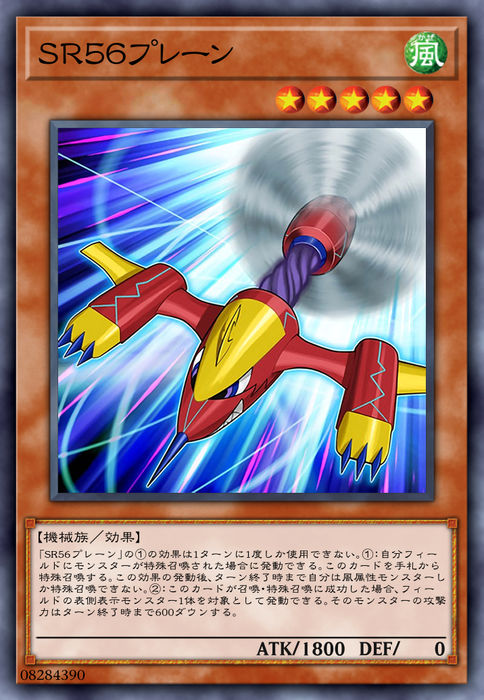 SR56プレーン
風
かぜ
【機械族／効果】
「SR56プレーン」の①の効果は1ターンに1度しか使用できない。①:自分フィー
ルドにモンスターが特殊召喚された場合に発動できる。このカードを手札から
特殊召喚する。この効果の発動後、ターン終了時まで自分は風属性モンスターしか
特殊召喚できない。②:このカードが召喚・特殊召喚に成功した場合、フィー
ルドの表側表示モンスター1体を対象として発動できる。そのモンスターの攻撃
力はターン終了時まで600ダウンする。
ATK/1800 DEF/ 0
08284390